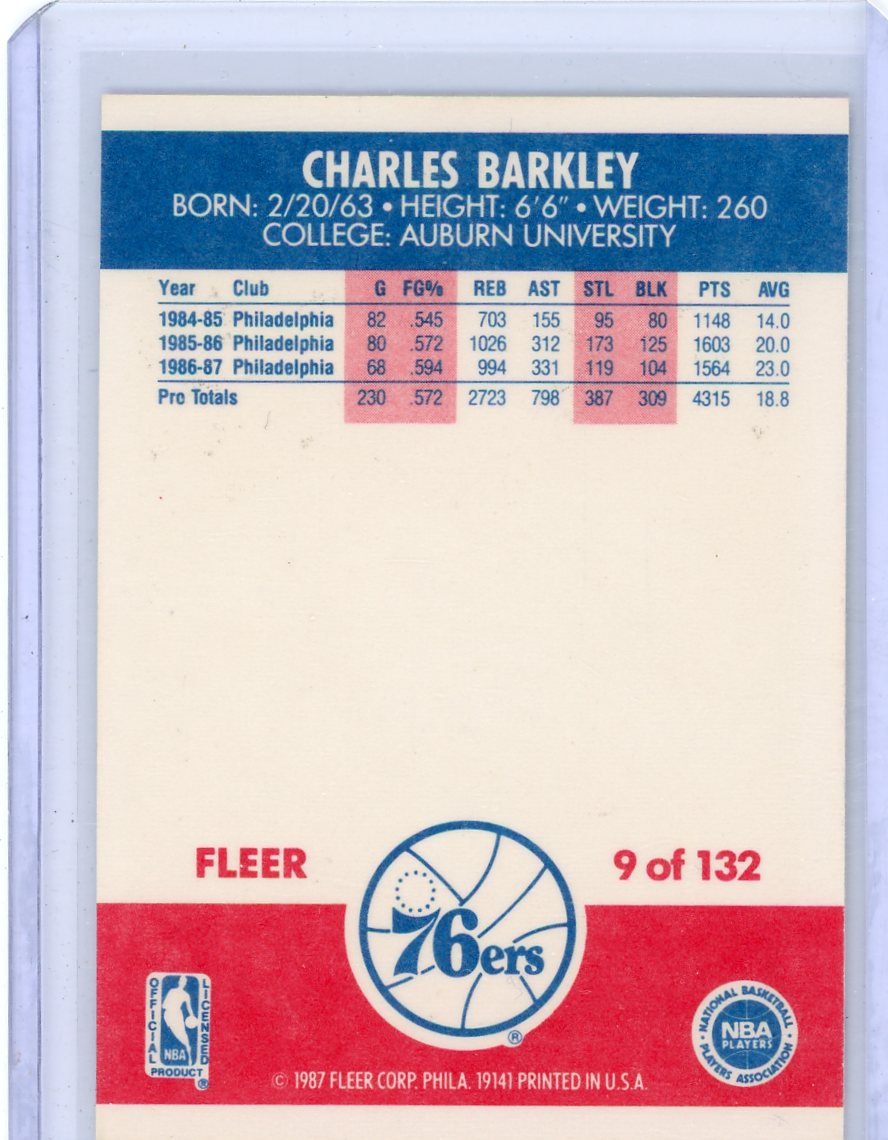 CHARLES BARKLEY
BORN: 2/20/63 • HEIGHT: 6'6" • WEIGHT: 260
COLLEGE: AUBURN UNIVERSITY
Year Club G FG% REB AST STL BLK PTS AVG
1984-85 Philadelphia 82 .545 703 155 95 80 1148 14.0
1985-86 Philadelphia 80 .572 1026 312 173 125 1603 20.0
1986-87 Philadelphia 68 .594 994 331 119 104 1564 23.0
Pro Totals 230 .572 2723 798 387 309 4315 18.8
FLEER
9 of 132
76ers
®
OFFICIAL LICENSED
NBA
PRODUCT ®
NATIONAL BASKETBALL
NBA
PLAYERS
PLAYERS ASSOCIATION
© 1987 FLEER CORP. PHILA. 19141 PRINTED IN U.S.A.